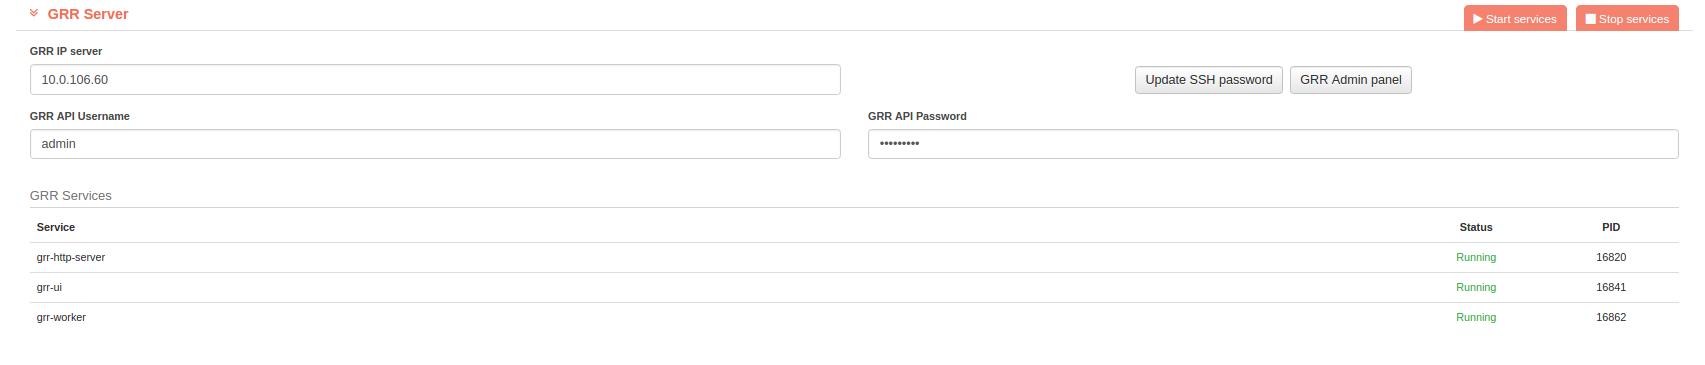 GRR Server
Start services
Stop services
GRR IP server
10.0.106.60
Update SSH password
GRR Admin panel
GRR API Username
GRR API Password
admin
•••••••••
GRR Services
Service Status PID
grr-http-server Running 16820
grr-ui Running 16841
grr-worker Running 16862